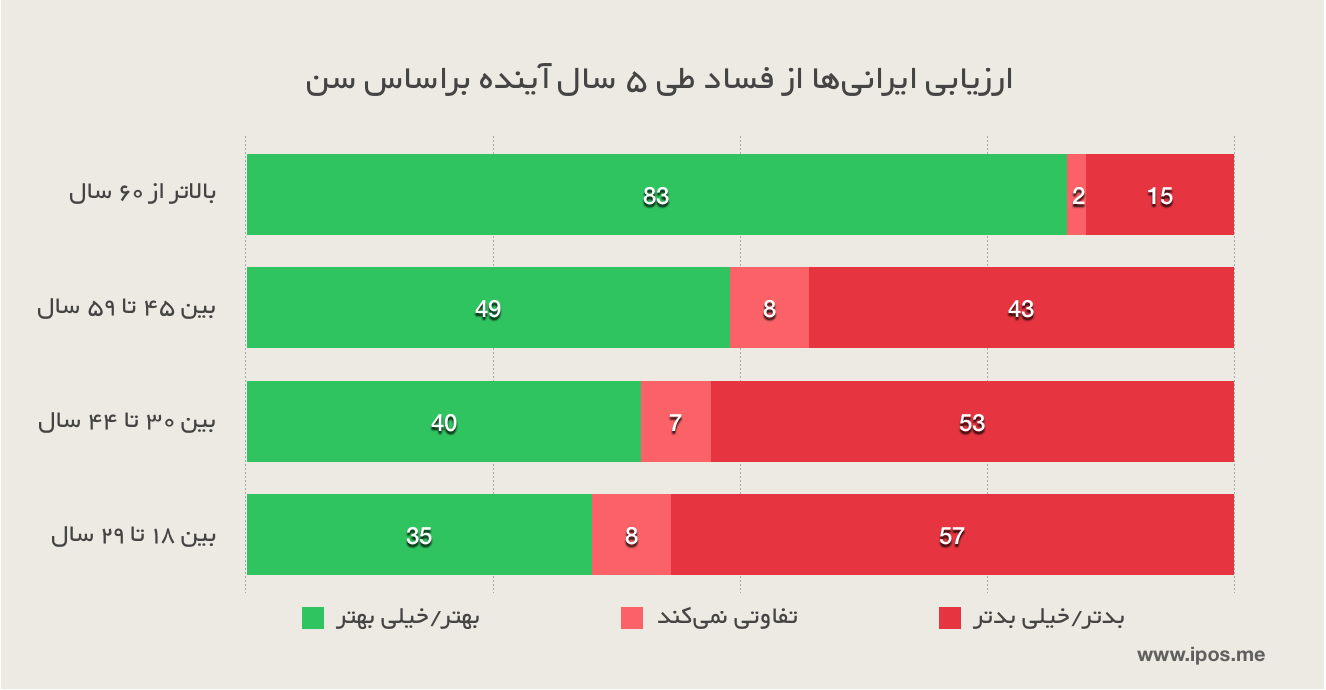 ارزیابی ایرانی‌ها از فساد طی ۵ سال آینده براساس سن
بالاتر از ۶۰ سال
83 2 15
بین ۴۵ تا ۵۹ سال
49 8 43
بین ۳۰ تا ۴۴ سال
40 7 53
بین ۱۸ تا ۲۹ سال
35 8 57
بدتر/خیلی بدتر
تفاوتی نمی‌کند
بهتر/خیلی بهتر
www.ipos.me